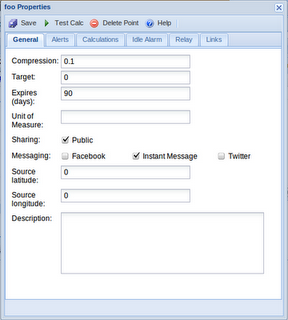 foo Properties
Save Test Calc Delete Point Help
General Alerts Calculations Idle Alarm Relay Links
Compression: 0.1
Target: 0
Expires (days): 90
Unit of Measure:
Sharing: Public
Messaging: Facebook Instant Message Twitter
Source latitude: 0
Source longitude: 0
Description: